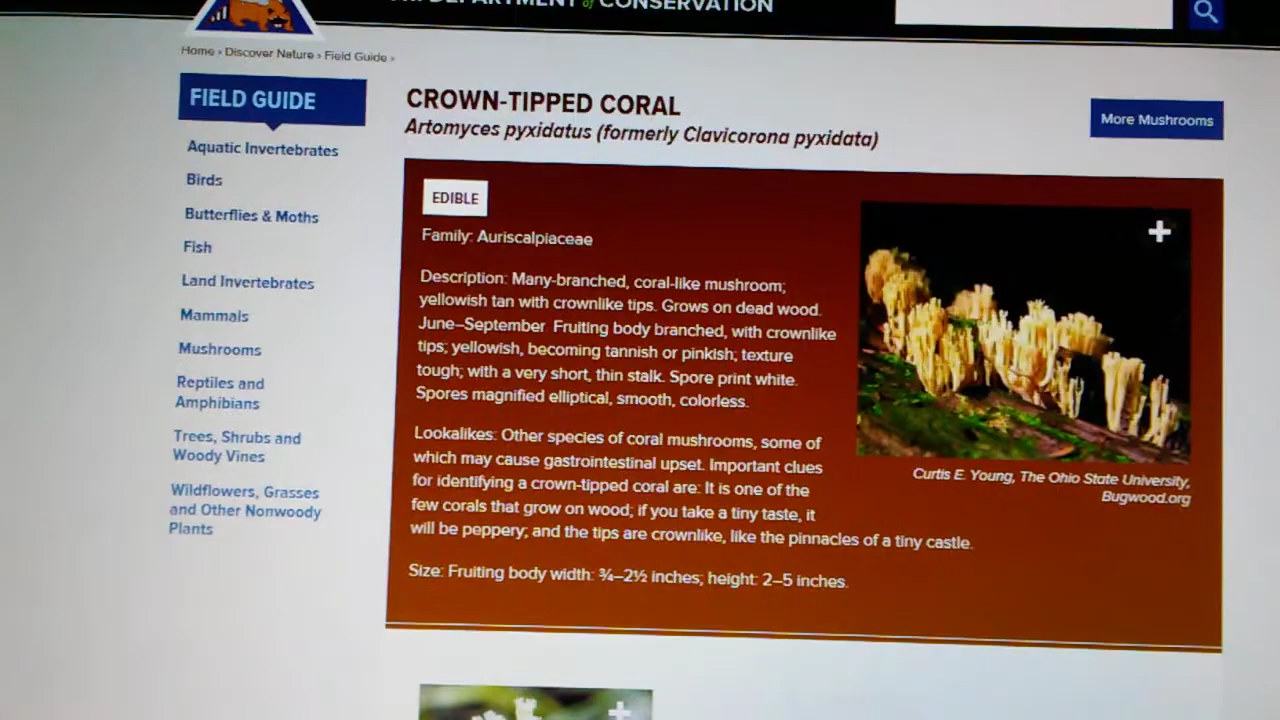 DEPARTMENT of CONSERVATION
Home › Discover Nature › Field Guide ›
FIELD GUIDE
Aquatic Invertebrates
Birds
Butterflies & Moths
Fish
Land Invertebrates
Mammals
Mushrooms
Reptiles and
Amphibians
Trees, Shrubs and
Woody Vines
Wildflowers, Grasses
and Other Nonwoody
Plants
CROWN-TIPPED CORAL
Artomyces pyxidatus (formerly Clavicorona pyxidata)
More Mushrooms
EDIBLE
Family: Auriscalpiaceae
Description: Many-branched, coral-like mushroom;
yellowish tan with crownlike tips. Grows on dead wood.
June–September Fruiting body branched, with crownlike
tips; yellowish, becoming tannish or pinkish; texture
tough; with a very short, thin stalk. Spore print white.
Spores magnified elliptical, smooth, colorless.
Lookalikes: Other species of coral mushrooms, some of
which may cause gastrointestinal upset. Important clues
for identifying a crown-tipped coral are: It is one of the
few corals that grow on wood; if you take a tiny taste, it
will be peppery; and the tips are crownlike, like the pinnacles of a tiny castle.
Size: Fruiting body width: ¾–2½ inches; height: 2–5 inches.
Curtis E. Young, The Ohio State University,
Bugwood.org